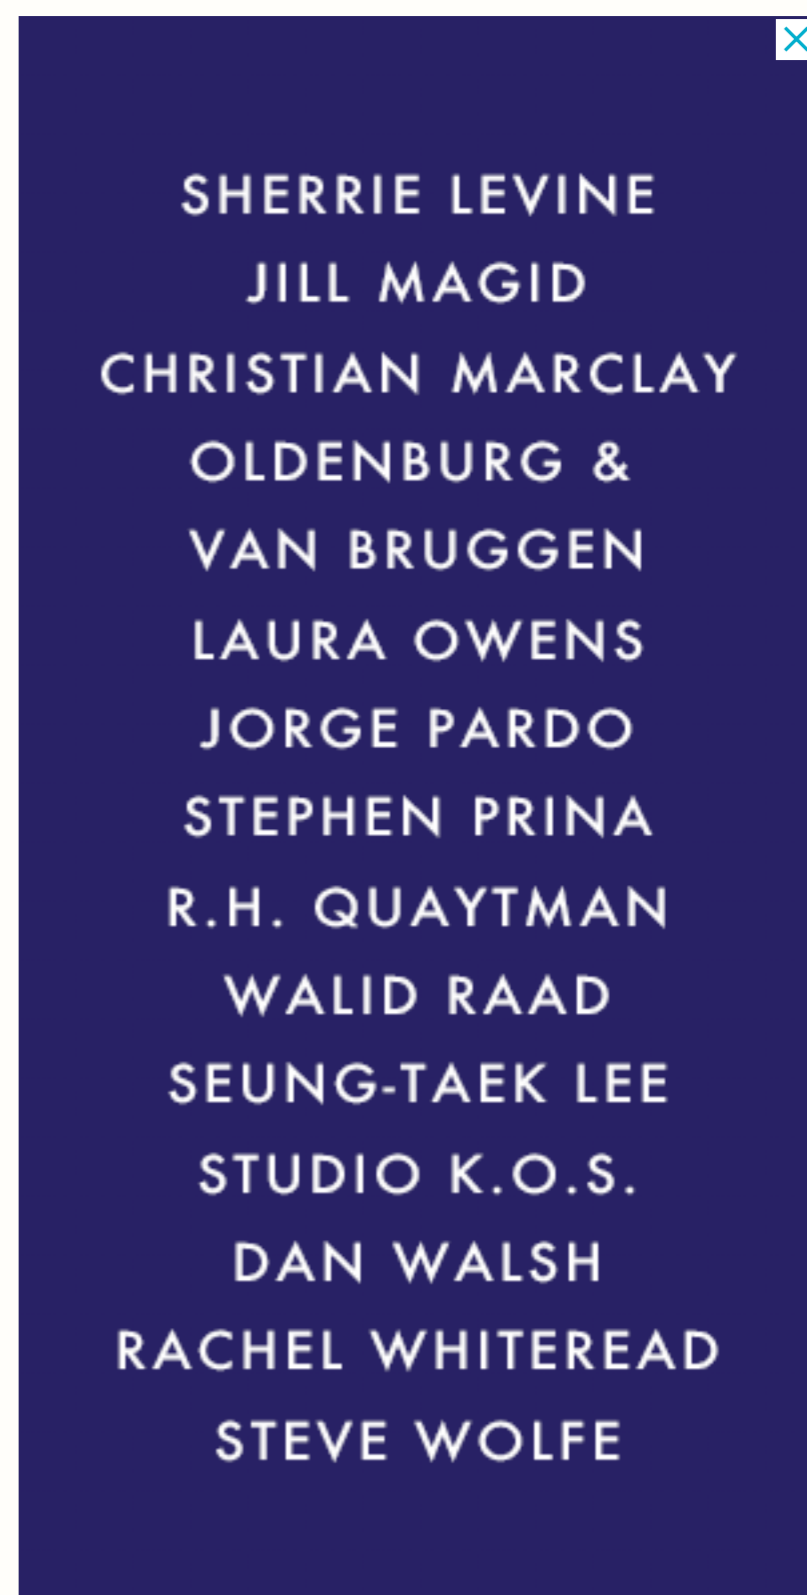 SHERRIE LEVINE
JILL MAGID
CHRISTIAN MARCLAY
OLDENBURG &
VAN BRUGGEN
LAURA OWENS
JORGE PARDO
STEPHEN PRINA
R.H. QUAYTMAN
WALID RAAD
SEUNG-TAEK LEE
STUDIO K.O.S.
DAN WALSH
RACHEL WHITEREAD
STEVE WOLFE